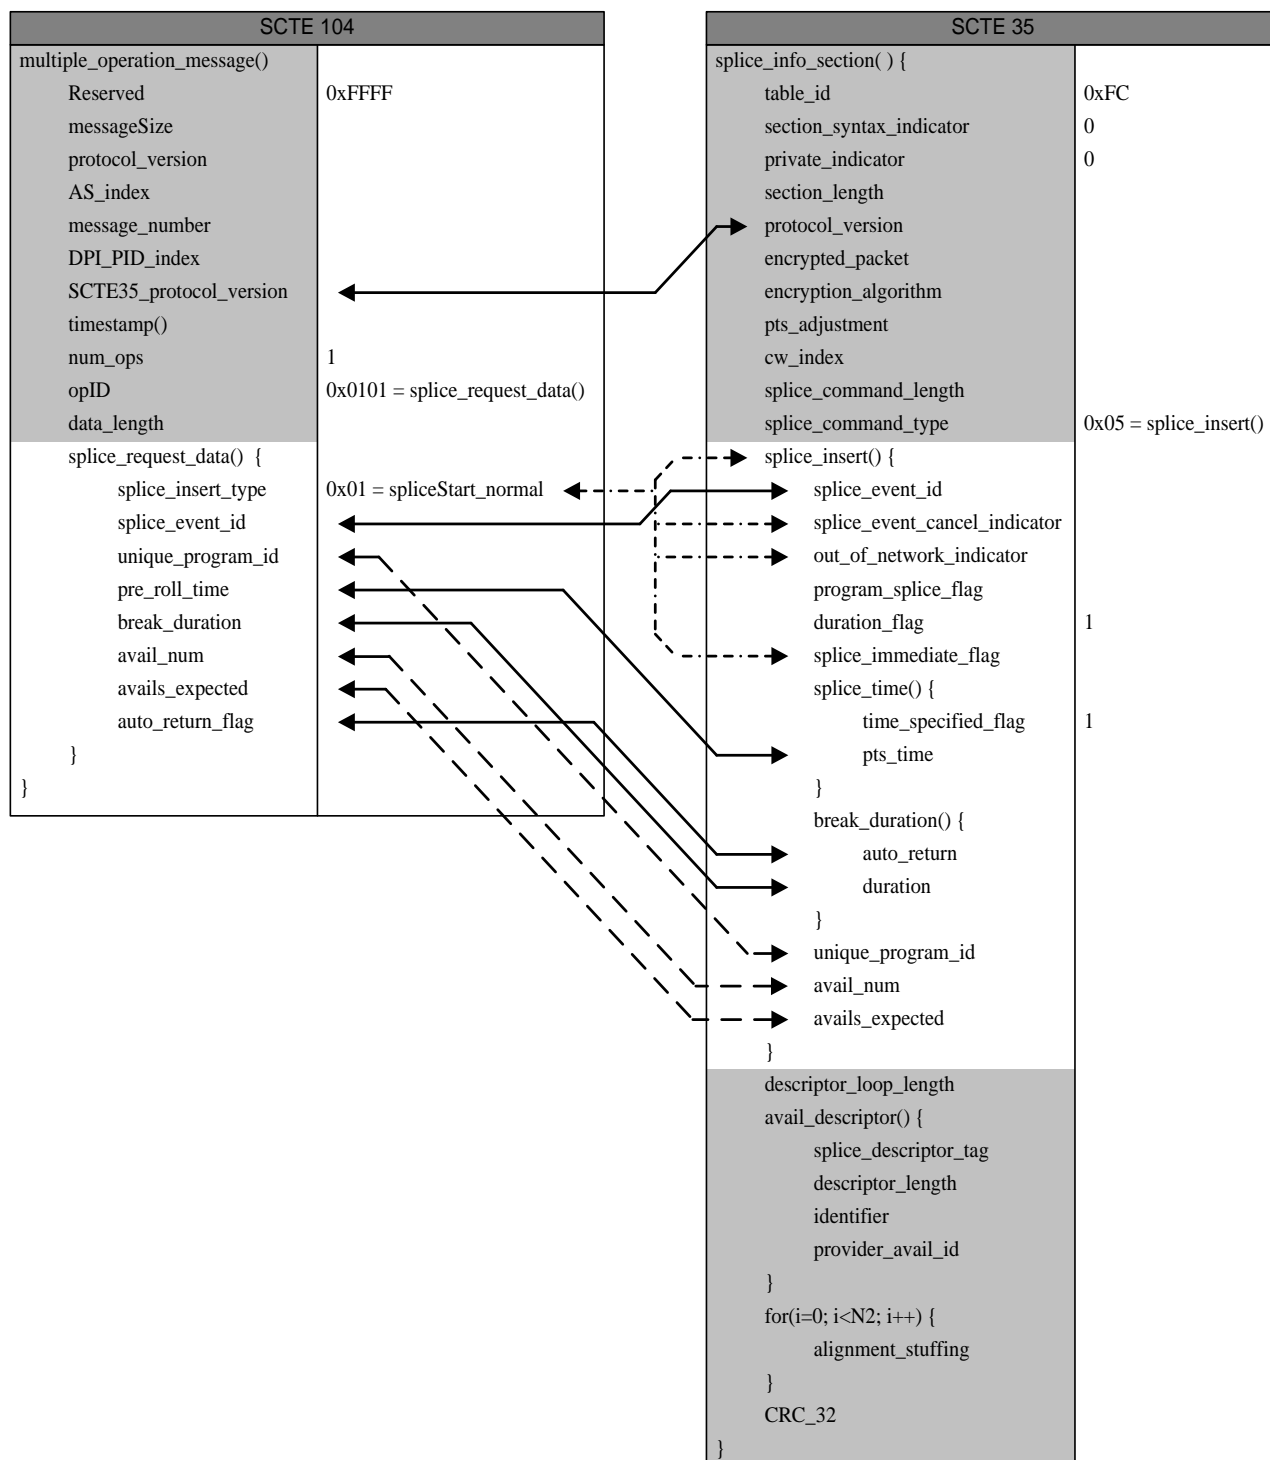 SCTE 104
multiple_operation_message()
Reserved 0xFFFF
messageSize
protocol_version
AS_index
message_number
DPI_PID_index
SCTE35_protocol_version
timestamp()
num_ops 1
opID 0x0101 = splice_request_data()
data_length
splice_request_data() {
splice_insert_type 0x01 = spliceStart_normal
splice_event_id
unique_program_id
pre_roll_time
break_duration
avail_num
avails_expected
auto_return_flag
}
}
SCTE 35
splice_info_section( ) {
table_id 0xFC
section_syntax_indicator 0
private_indicator 0
section_length
protocol_version
encrypted_packet
encryption_algorithm
pts_adjustment
cw_index
splice_command_length
splice_command_type 0x05 = splice_insert()
splice_insert() {
splice_event_id
splice_event_cancel_indicator
out_of_network_indicator
program_splice_flag
duration_flag 1
splice_immediate_flag
splice_time() {
time_specified_flag 1
pts_time
}
break_duration() {
auto_return
duration
}
unique_program_id
avail_num
avails_expected
}
descriptor_loop_length
avail_descriptor() {
splice_descriptor_tag
descriptor_length
identifier
provider_avail_id
}
for(i=0; i<N2; i++) {
alignment_stuffing
}
CRC_32
}